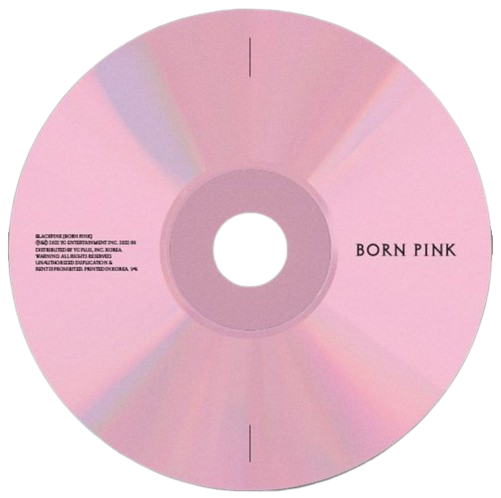 BLACKPINK [BORN PINK]
℗&© 2022 YG ENTERTAINMENT INC. 2022.09
DISTRIBUTED BY YG PLUS, INC. KOREA.
WARNING: ALL RIGHTS RESERVED.
UNAUTHORIZED DUPLICATION &
RENT IS PROHIBITED. PRINTED IN KOREA.
BORN PINK